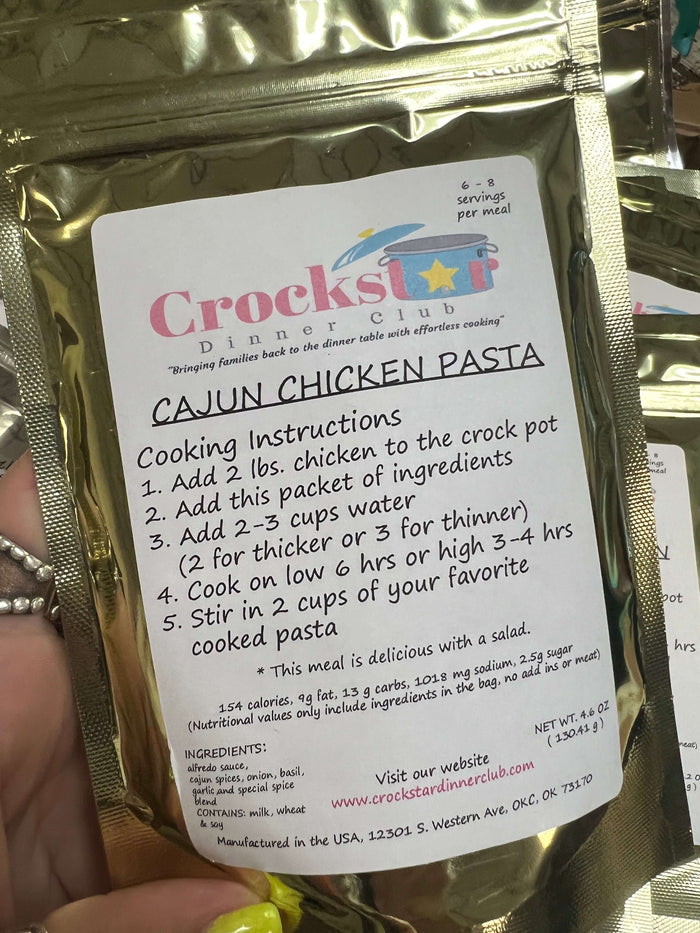 6 - 8
servings
per meal
Crockstar
Dinner Club
"Bringing families back to the dinner table with effortless cooking"
CAJUN CHICKEN PASTA
Cooking Instructions
1. Add 2 lbs. chicken to the crock pot
2. Add this packet of ingredients
3. Add 2-3 cups water
(2 for thicker or 3 for thinner)
4. Cook on low 6 hrs or high 3-4 hrs
5. Stir in 2 cups of your favorite
cooked pasta
* This meal is delicious with a salad.
154 calories, 9g fat, 13 g carbs, 1018 mg sodium, 2.5g sugar
(Nutritional values only include ingredients in the bag, no add ins or meat)
INGREDIENTS:
alfredo sauce,
cajun spices, onion, basil,
garlic and special spice
blend
CONTAINS: milk, wheat
& soy
NET WT. 4.6 OZ
(130.41 g)
Visit our website
www.crockstardinnerclub.com
Manufactured in the USA, 12301 S. Western Ave, OKC, OK 73170
pot
hrs